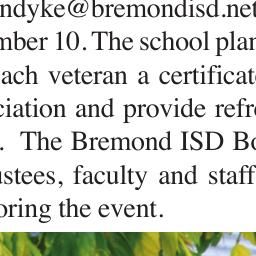 ndyke@bremondisd.net
mber 10. The school plan
ach veteran a certificate
ciation and provide refre
. The Bremond ISD Bo
ustees, faculty and staff
oring the event.